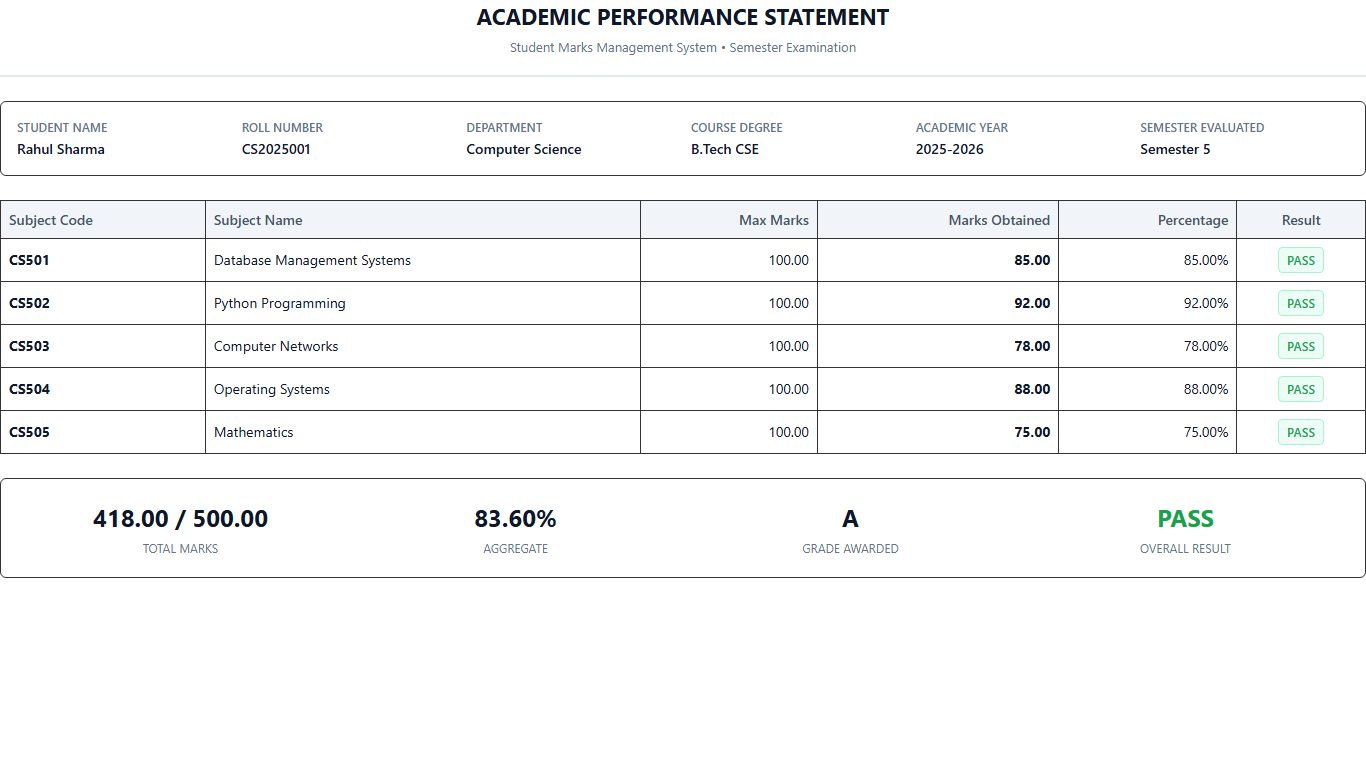 ACADEMIC PERFORMANCE STATEMENT
Student Marks Management System • Semester Examination
STUDENT NAME ROLL NUMBER DEPARTMENT COURSE DEGREE ACADEMIC YEAR SEMESTER EVALUATED
Rahul Sharma CS2025001 Computer Science B.Tech CSE 2025-2026 Semester 5
Subject Code Subject Name Max Marks Marks Obtained Percentage Result
CS501 Database Management Systems 100.00 85.00 85.00% PASS
CS502 Python Programming 100.00 92.00 92.00% PASS
CS503 Computer Networks 100.00 78.00 78.00% PASS
CS504 Operating Systems 100.00 88.00 88.00% PASS
CS505 Mathematics 100.00 75.00 75.00% PASS
418.00 / 500.00 83.60% A PASS
TOTAL MARKS AGGREGATE GRADE AWARDED OVERALL RESULT